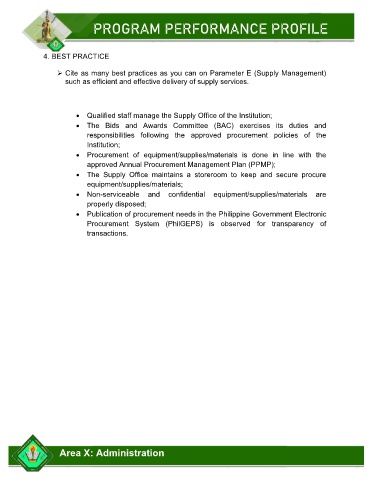 PROGRAM PERFORMANCE PROFILE
4. BEST PRACTICE
➢ Cite as many best practices as you can on Parameter E (Supply Management)
such as efficient and effective delivery of supply services.
• Qualified staff manage the Supply Office of the Institution;
• The Bids and Awards Committee (BAC) exercises its duties and
responsibilities following the approved procurement policies of the
Institution;
• Procurement of equipment/supplies/materials is done in line with the
approved Annual Procurement Management Plan (PPMP);
• The Supply Office maintains a storeroom to keep and secure procure
equipment/supplies/materials;
• Non-serviceable and confidential equipment/supplies/materials are
properly disposed;
• Publication of procurement needs in the Philippine Government Electronic
Procurement System (PhilGEPS) is observed for transparency of
transactions.
Area X: Administration